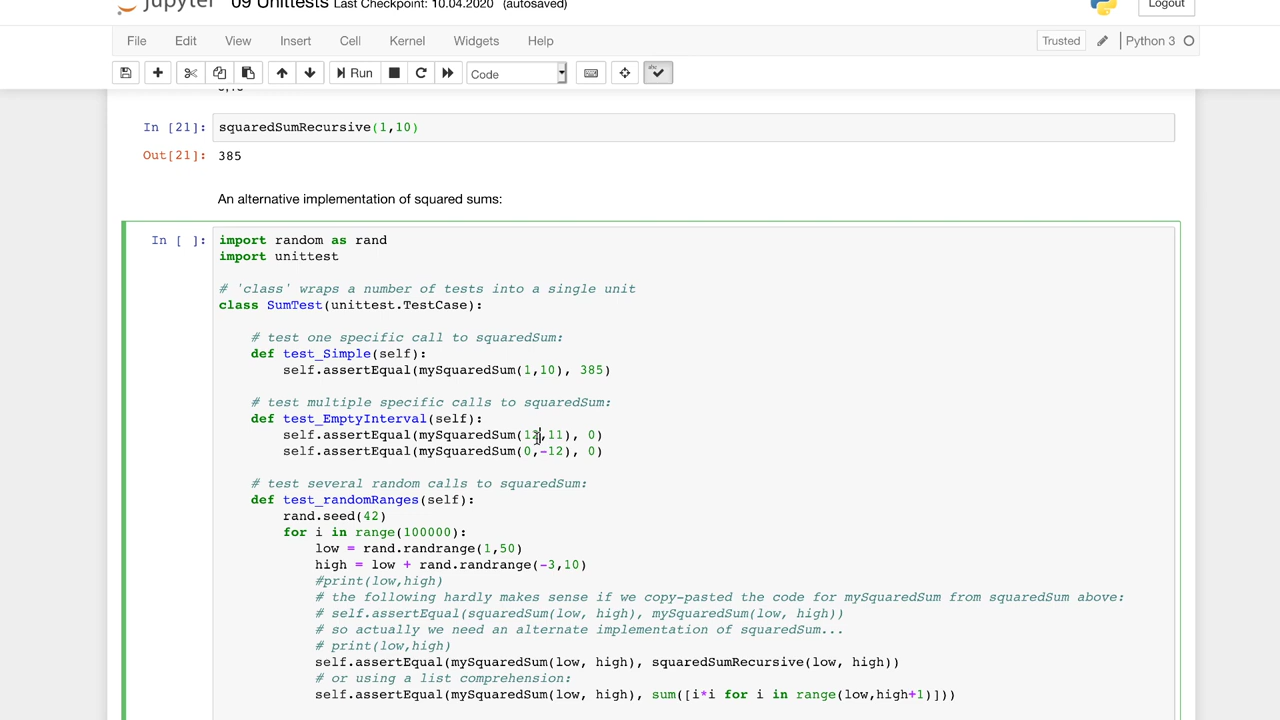 jupyter 09 Unittests Last Checkpoint: 10.04.2020 (autosaved) Logout
File Edit View Insert Cell Kernel Widgets Help Trusted Python 3
Run Code
In [21]: squaredSumRecursive(1,10)
Out[21]: 385
An alternative implementation of squared sums:
In [ ]: import random as rand
import unittest
# 'class' wraps a number of tests into a single unit
class SumTest(unittest.TestCase):
# test one specific call to squaredSum:
def test_Simple(self):
self.assertEqual(mySquaredSum(1,10), 385)
# test multiple specific calls to squaredSum:
def test_EmptyInterval(self):
self.assertEqual(mySquaredSum(12,11), 0)
self.assertEqual(mySquaredSum(0,-12), 0)
# test several random calls to squaredSum:
def test_randomRanges(self):
rand.seed(42)
for i in range(100000):
low = rand.randrange(1,50)
high = low + rand.randrange(-3,10)
#print(low,high)
# the following hardly makes sense if we copy-pasted the code for mySquaredSum from squaredSum above:
# self.assertEqual(squaredSum(low, high), mySquaredSum(low, high))
# so actually we need an alternate implementation of squaredSum...
# print(low,high)
self.assertEqual(mySquaredSum(low, high), squaredSumRecursive(low, high))
# or using a list comprehension:
self.assertEqual(mySquaredSum(low, high), sum([i*i for i in range(low,high+1)]))